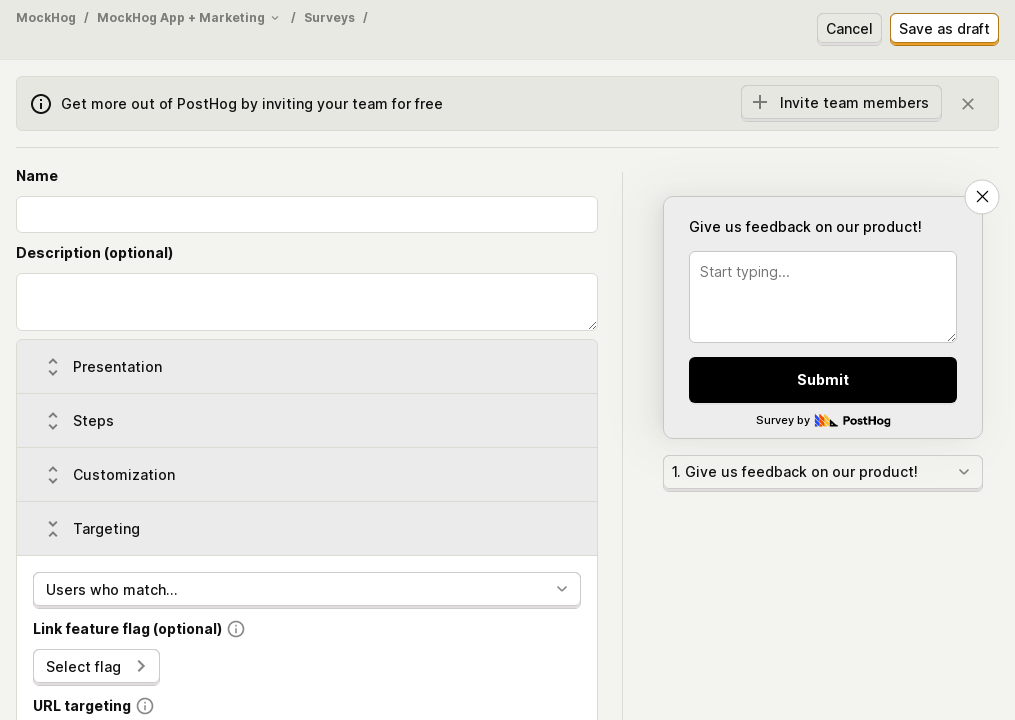 MockHog / MockHog App + Marketing / Surveys /
Cancel
Save as draft
Get more out of PostHog by inviting your team for free
Invite team members
Name
Description (optional)
Presentation
Steps
Customization
Targeting
Users who match...
Link feature flag (optional)
Select flag
URL targeting
Give us feedback on our product!
Start typing...
Submit
Survey by PostHog
1. Give us feedback on our product!